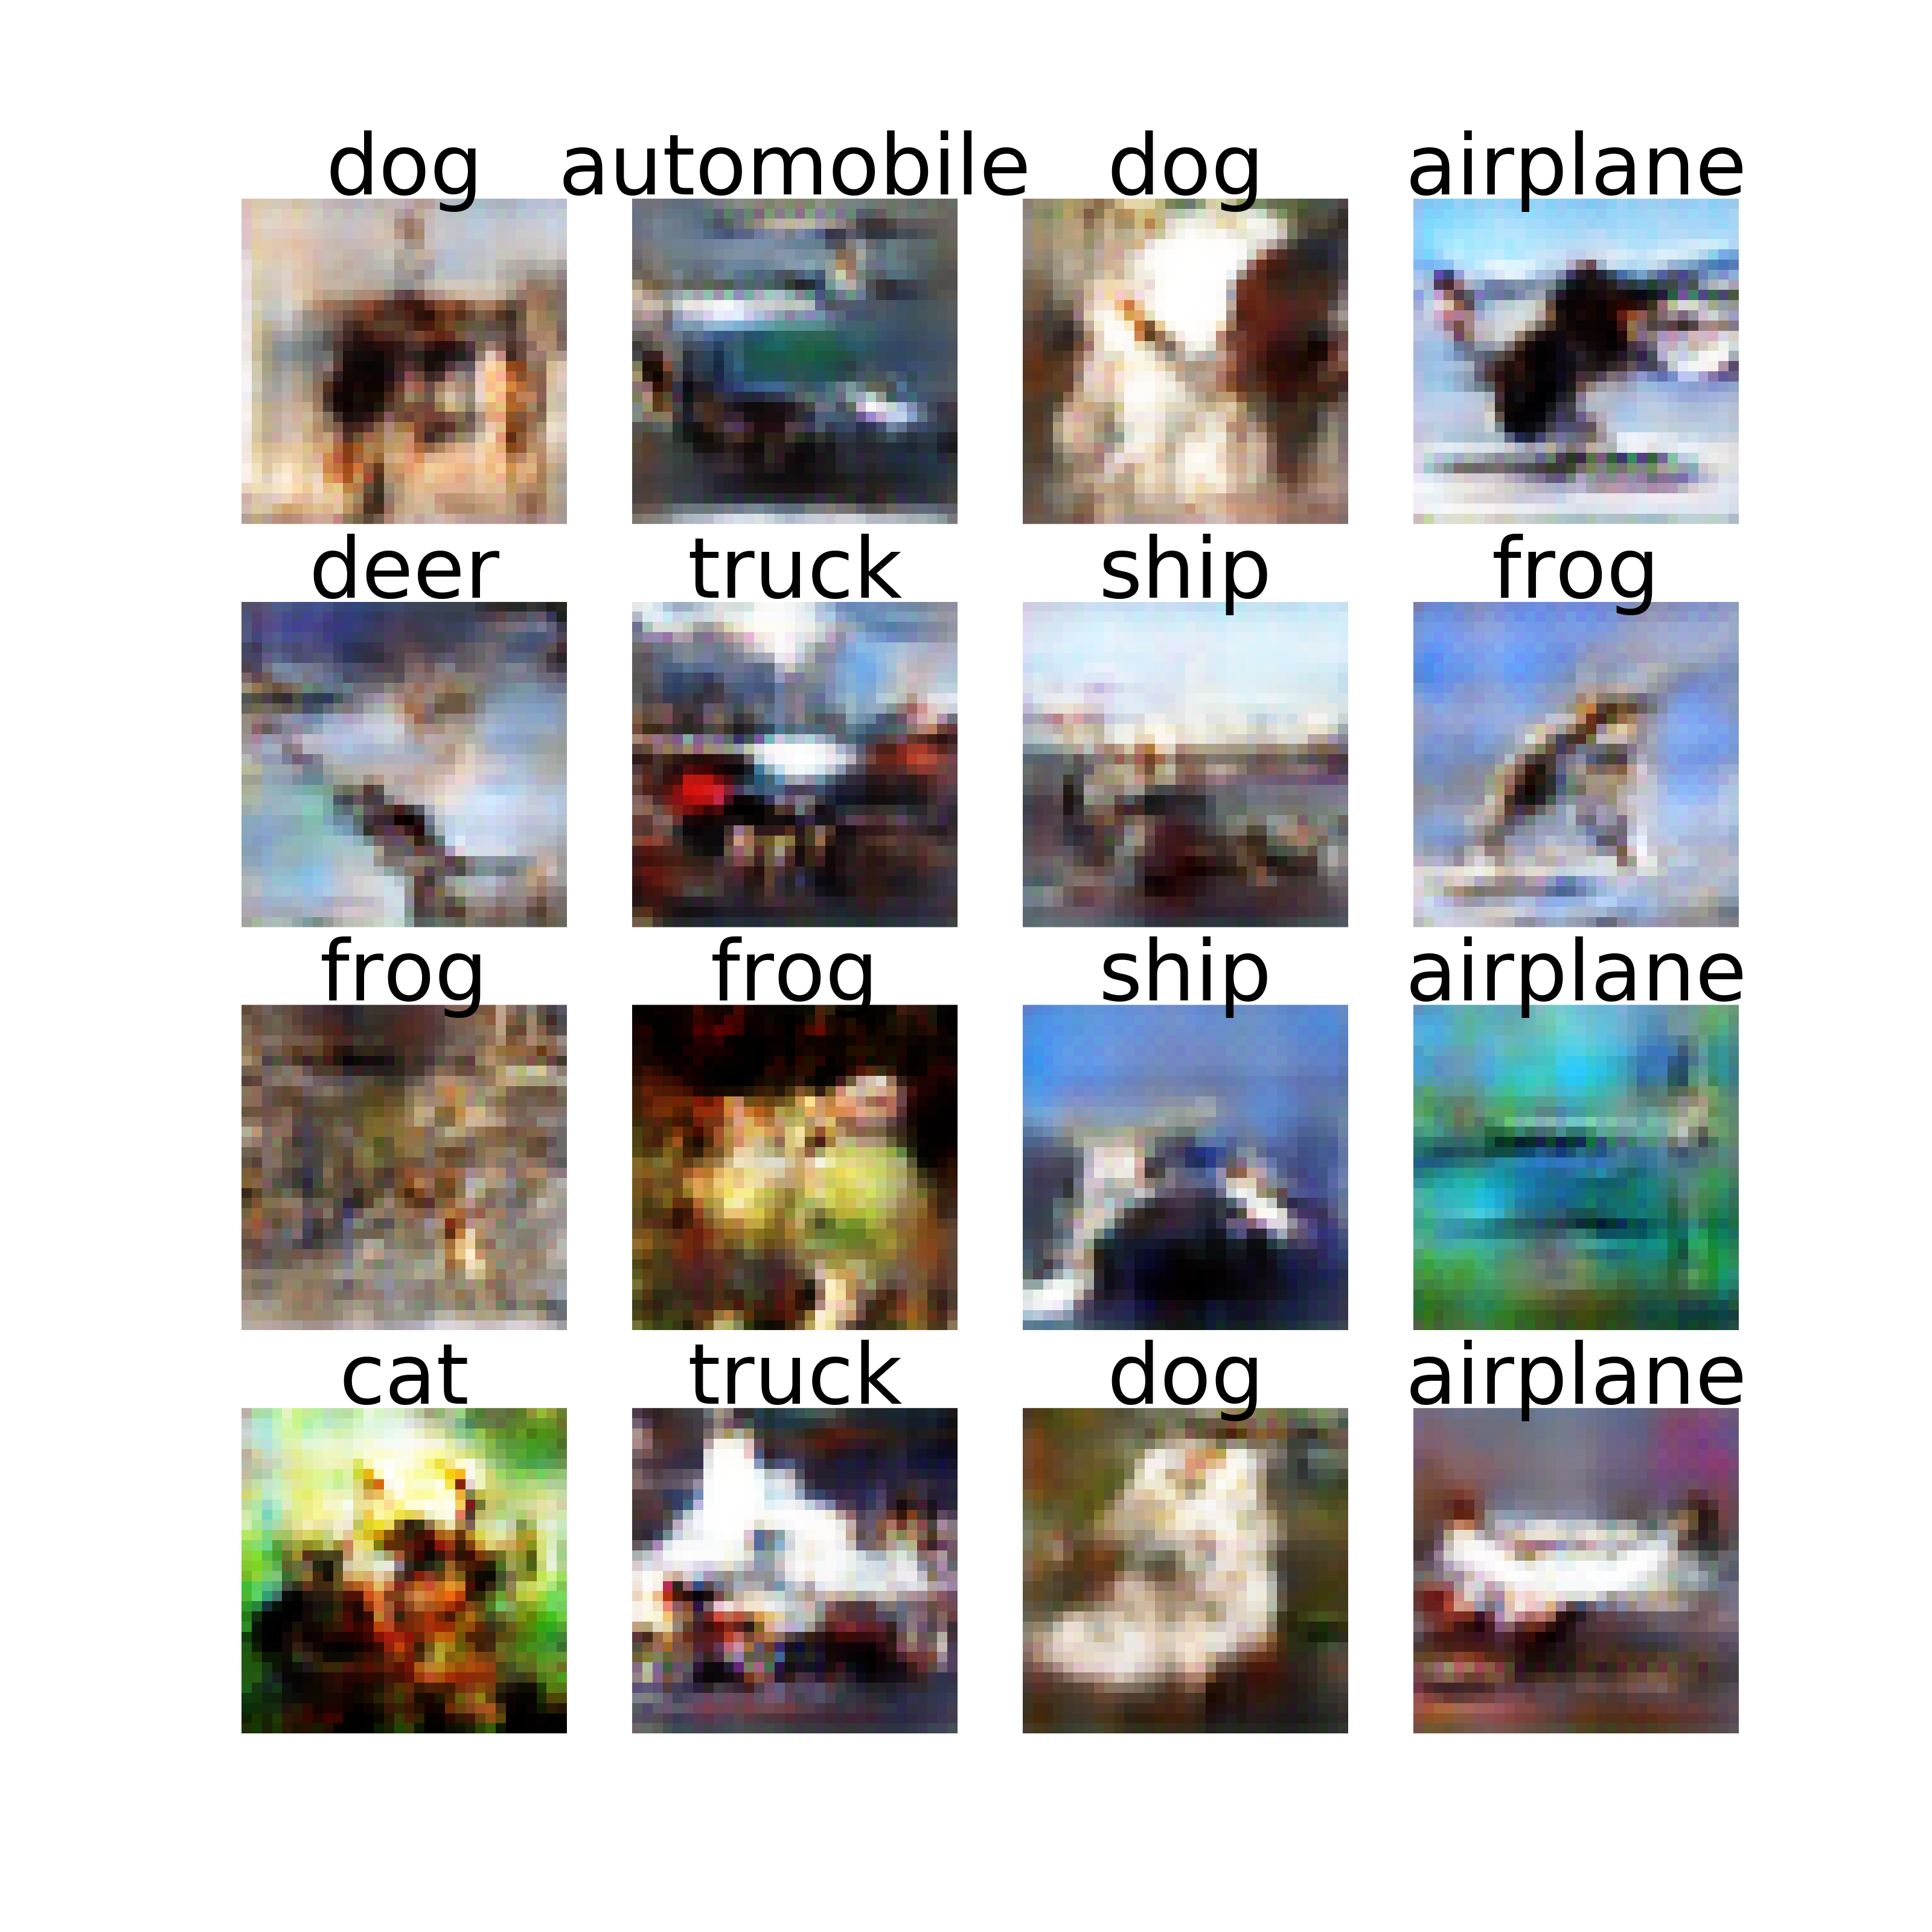 dog automobile dog airplane
deer truck ship frog
frog frog ship airplane
cat truck dog airplane